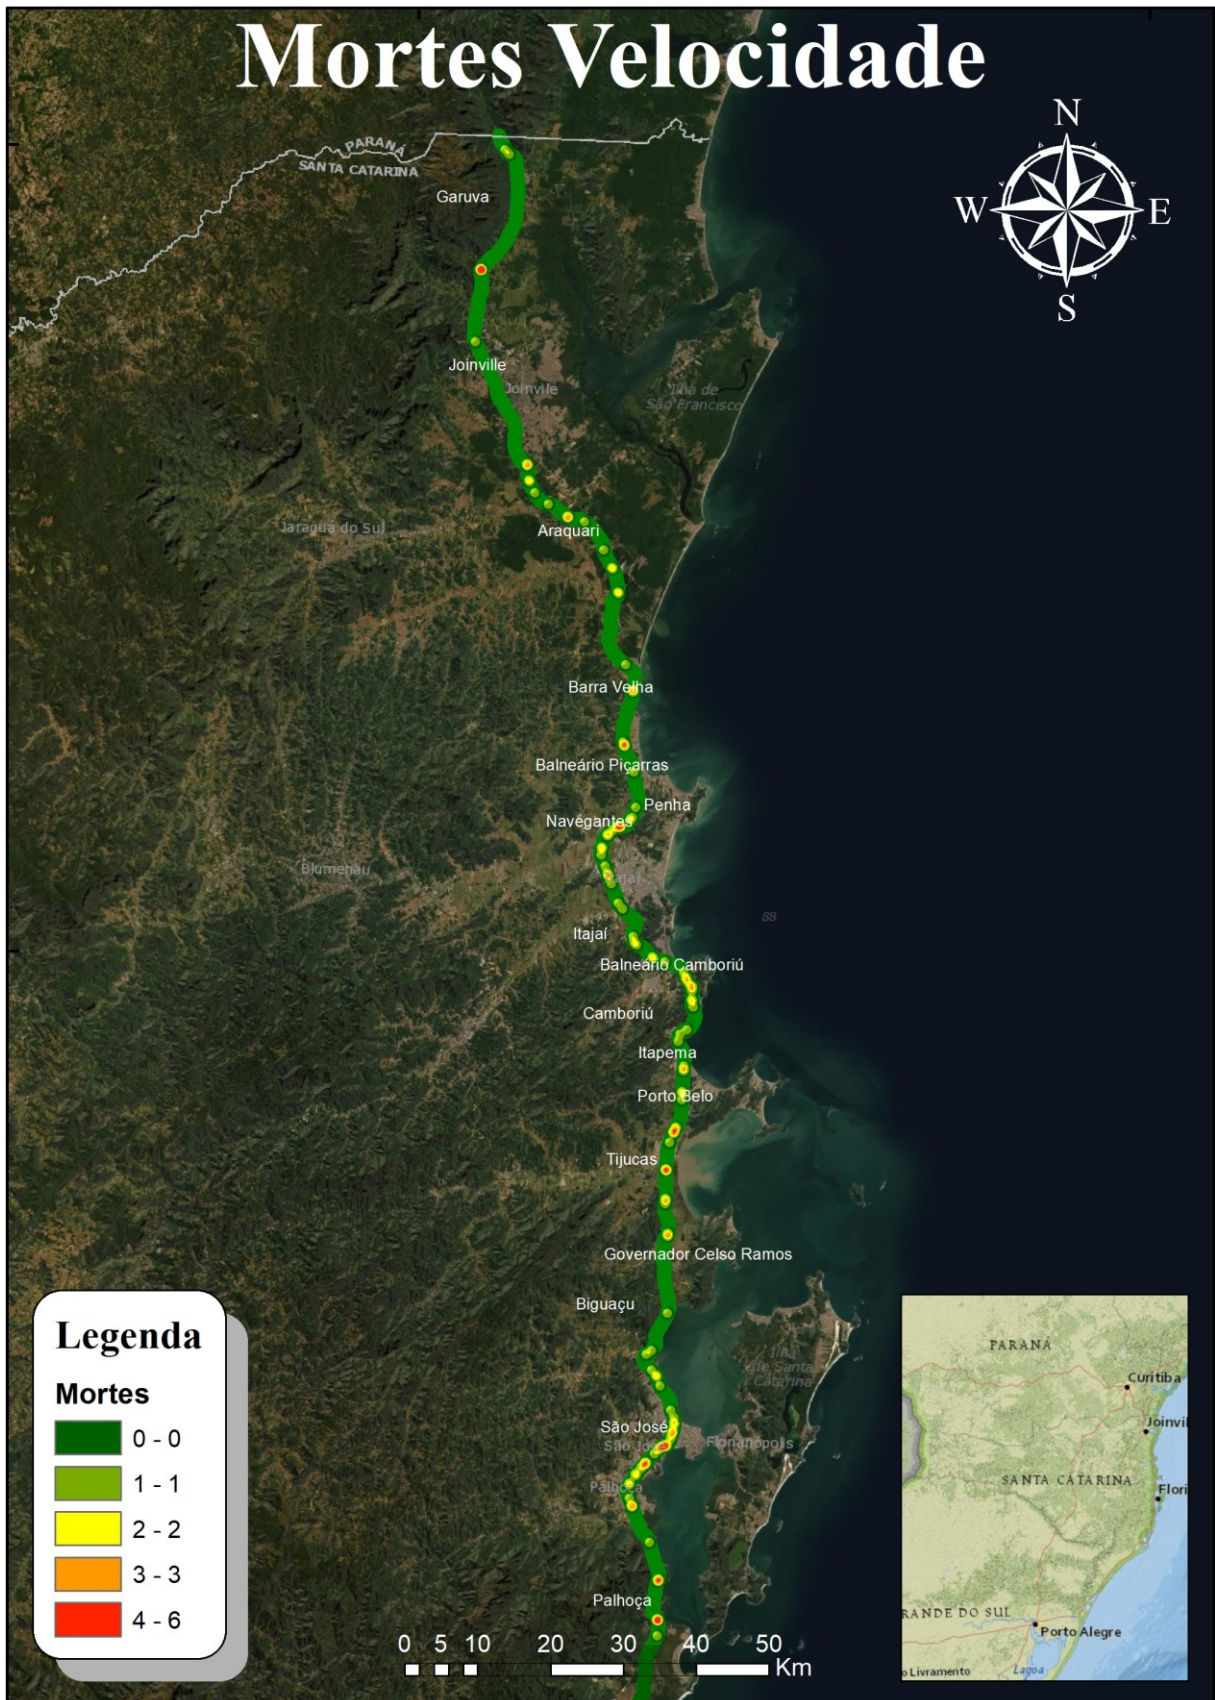 Mortes Velocidade
N
W
E
S
PARANÁ
SANTA CATARINA
Garuva
Joinville
Joinvile
Ilha de
São Francisco
Jaraguá do Sul
Araquari
Barra Velha
Balneário Piçarras
Penha
Navegantes
Blumenau
Itajaí
88
Itajaí
Balneário Camboriú
Camboriú
Itapema
Porto Belo
Tijucas
Governador Celso Ramos
Biguaçu
Ilha
de Santa
Catarina
São José
São José
Florianópolis
Palhoça
Palhoça
Legenda
Mortes
0 - 0
1 - 1
2 - 2
3 - 3
4 - 6
0 5 10 20 30 40 50
Km
PARANÁ
Curitiba
Joinvil
SANTA CATARINA
Flori
RANDE DO SUL
Porto Alegre
o Livramento
Lagoa